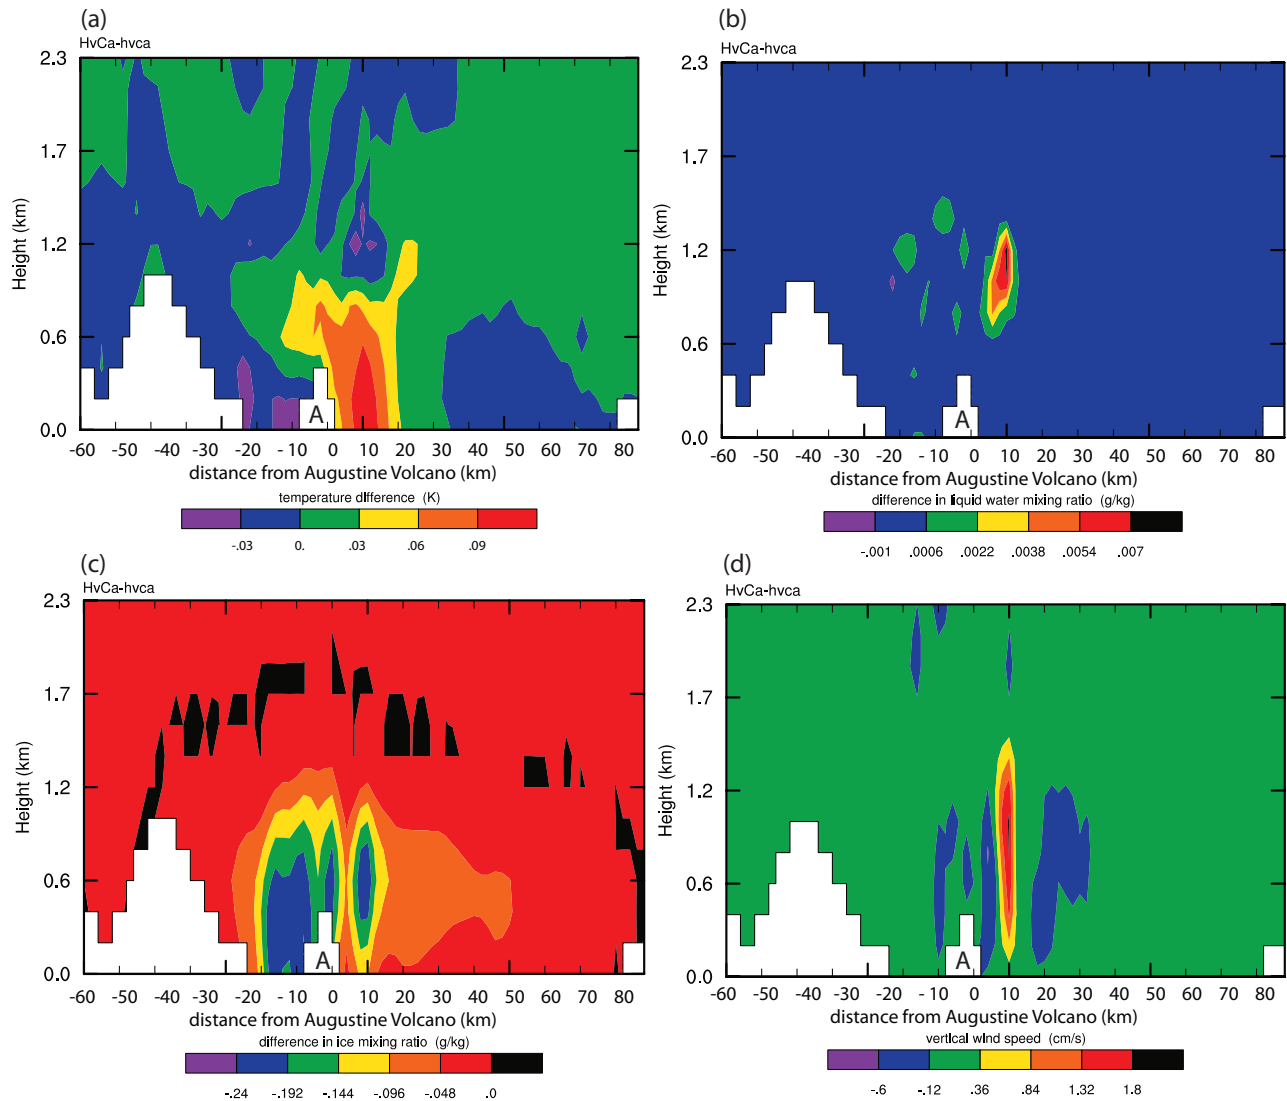 (a)
HvCa-hvca
2.3
1.7
1.2
0.6
0.0
Height (km)
A
-60 -50 -40 -30 -20 -10 0 10 20 30 40 50 60 70 80
distance from Augustine Volcano (km)
temperature difference (K)
-.03 0. .03 .06 .09
(b)
HvCa-hvca
2.3
1.7
1.2
0.6
0.0
Height (km)
A
-60 -50 -40 -30 -20 -10 0 10 20 30 40 50 60 70 80
distance from Augustine Volcano (km)
difference in liquid water mixing ratio (g/kg)
-.001 .0006 .0022 .0038 .0054 .007
(c)
HvCa-hvca
2.3
1.7
1.2
0.6
0.0
Height (km)
A
-60 -50 -40 -30 -20 -10 0 10 20 30 40 50 60 70 80
distance from Augustine Volcano (km)
difference in ice mixing ratio (g/kg)
-.24 -.192 -.144 -.096 -.048 .0
(d)
HvCa-hvca
2.3
1.7
1.2
0.6
0.0
Height (km)
A
-60 -50 -40 -30 -20 -10 0 10 20 30 40 50 60 70 80
distance from Augustine Volcano (km)
vertical wind speed (cm/s)
-.6 -.12 .36 .84 1.32 1.8